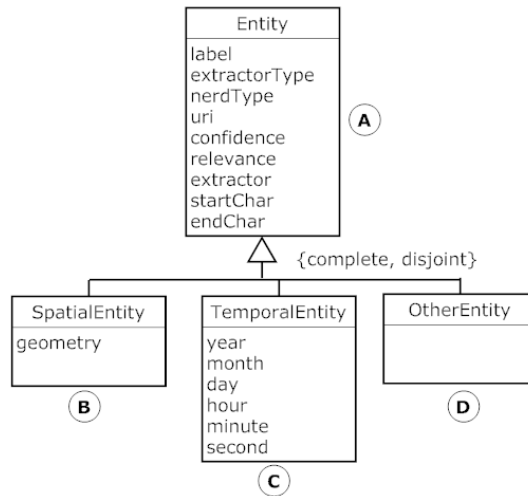 Entity
label
extractorType
nerdType
uri
confidence
relevance
extractor
startChar
endChar
A
{complete, disjoint}
SpatialEntity
geometry
B
TemporalEntity
year
month
day
hour
minute
second
C
OtherEntity
D